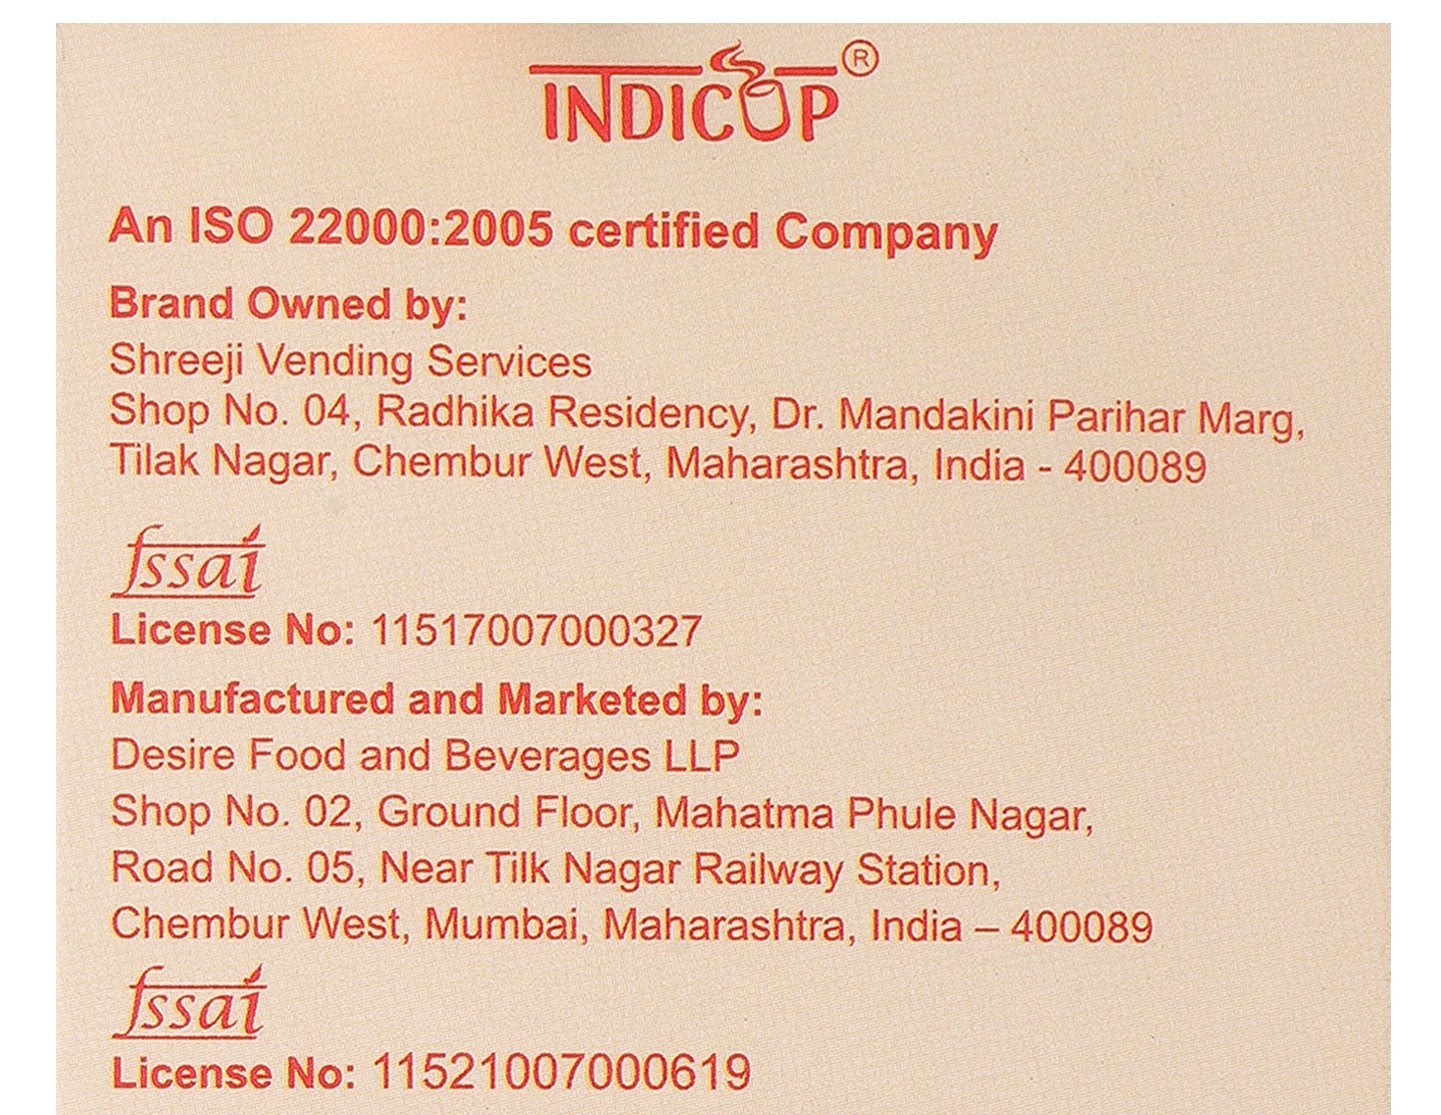 INDICUP®
An ISO 22000:2005 certified Company
Brand Owned by:
Shreeji Vending Services
Shop No. 04, Radhika Residency, Dr. Mandakini Parihar Marg,
Tilak Nagar, Chembur West, Maharashtra, India - 400089
fssai
License No: 11517007000327
Manufactured and Marketed by:
Desire Food and Beverages LLP
Shop No. 02, Ground Floor, Mahatma Phule Nagar,
Road No. 05, Near Tilk Nagar Railway Station,
Chembur West, Mumbai, Maharashtra, India – 400089
fssai
License No: 11521007000619